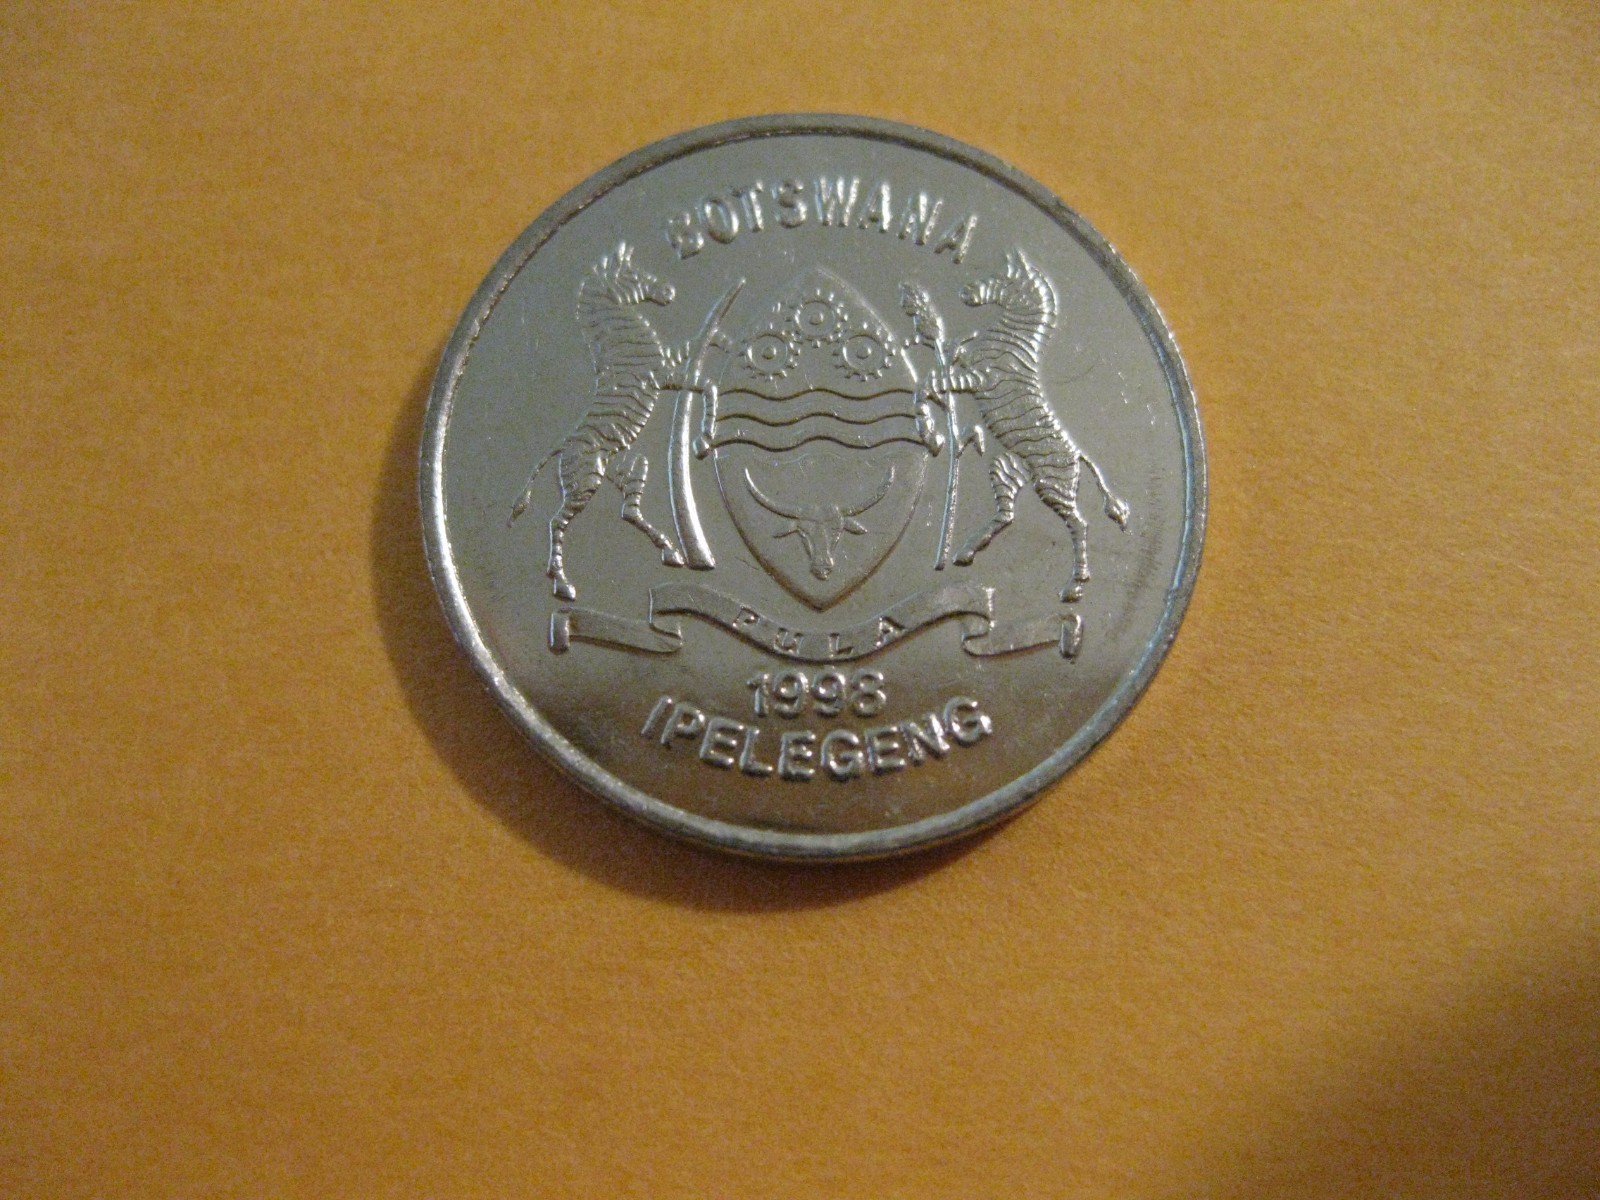 BOTSWANA
PULA
1998
IPELEGENG